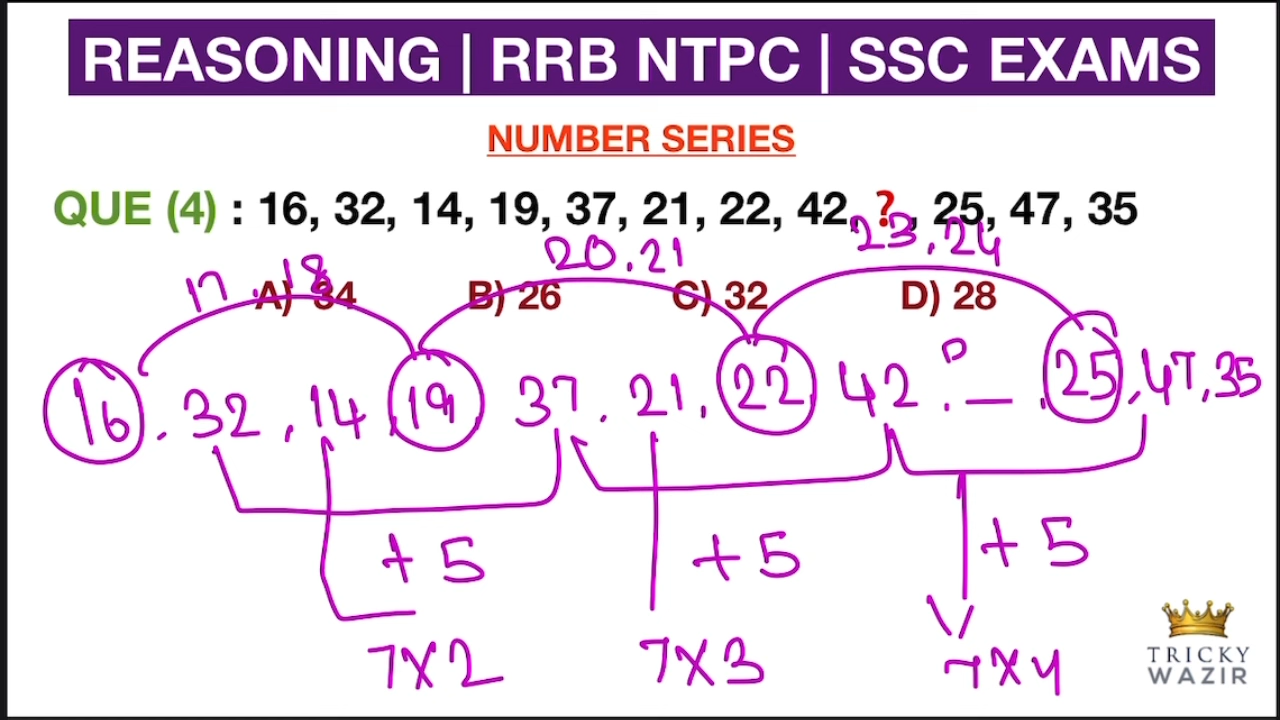 REASONING | RRB NTPC | SSC EXAMS
NUMBER SERIES
QUE (4) : 16, 32, 14, 19, 37, 21, 22, 42, ? , 25, 47, 35
17 . 18 20 . 21 23 . 24
A) 34 B) 26 C) 32 D) 28
16 . 32 , 14 , 19 37 . 21 , 22 42 . __ . 25 , 47 , 35
+ 5 + 5 + 5
7X2 7X3 7X4
TRICKY
WAZIR